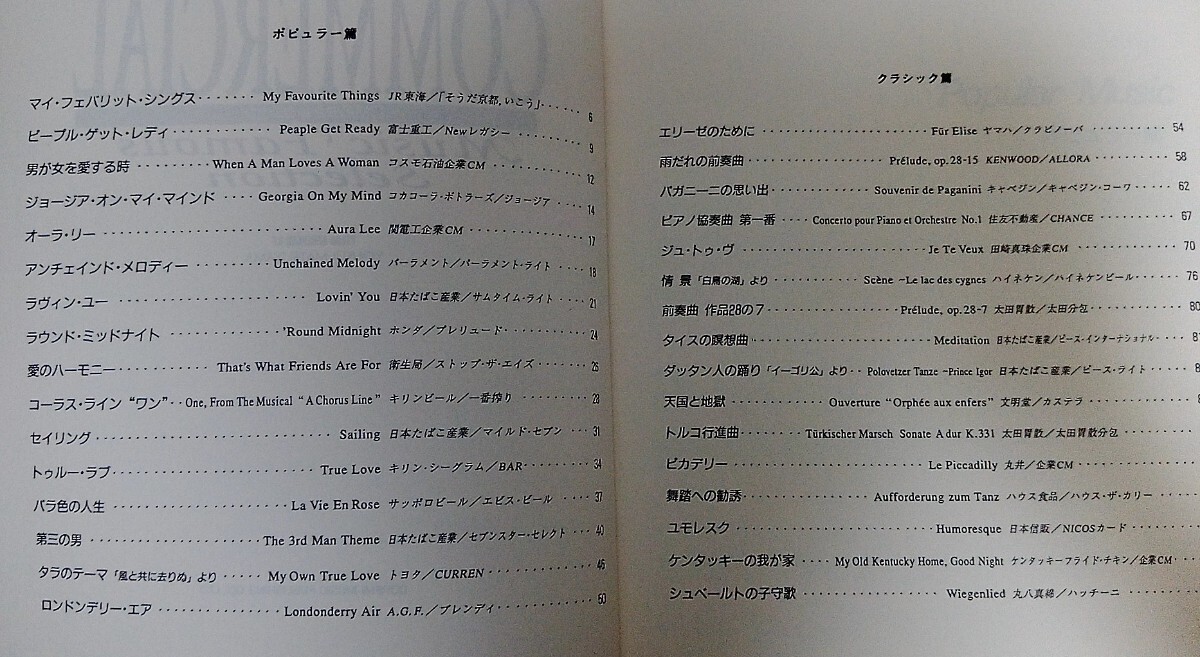 COMMERCIAL
ポピュラー篇
マイ・フェバリット・シングス······· My Favourite Things JR東海／「そうだ京都,いこう」······ 6
ピープル・ゲット・レディ············ Peaple Get Ready 富士重工／Newレガシー ·········· 9
男が女を愛する時 ·········· When A Man Loves A Woman コスモ石油企業CM ············· 12
ジョージア・オン・マイ・マインド ···· Georgia On My Mind コカコーラ・ボトラーズ／ジョージア ···· 14
オーラ・リー ···························· Aura Lee 関電工企業CM ·················· 17
アンチェインド・メロディー ·········· Unchained Melody パーラメント／パーラメント・ライト ···· 18
ラヴィン・ユー ························ Lovin' You 日本たばこ産業／サムタイム・ライト ···· 21
ラウンド・ミッドナイト ·············· 'Round Midnight ホンダ／プレリュード·········· 24
愛のハーモニー············ That's What Friends Are For 衛生局／ストップ・ザ・エイズ ······ 26
コーラス・ライン “ワン”·· One, From The Musical “A Chorus Line” キリンビール／一番搾り ········ 28
セイリング ······························ Sailing 日本たばこ産業／マイルド・セブン ···· 31
トゥルー・ラブ·························· True Love キリン・シーグラム／BAR········· 34
バラ色の人生 ························ La Vie En Rose サッポロビール／エビス・ビール ···· 37
第三の男 ···················· The 3rd Man Theme 日本たばこ産業／セブンスター・セレクト ···· 40
タラのテーマ「風と共に去りぬ」より ······ My Own True Love トヨタ／CURREN················ 46
ロンドンデリー・エア ················ Londonderry Air A.G.F.／ブレンディ················ 50
クラシック篇
エリーゼのために ························ Für Elise ヤマハ／クラビノーバ ············ 54
雨だれの前奏曲 ···················· Prélude, op.28-15 KENWOOD／ALLORA ············ 58
パガニーニの思い出·············· Souvenir de Paganini キャベジン／キャベジン・コーワ ······ 62
ピアノ協奏曲 第一番 ···· Concerto pour Piano et Orchestre No.1 住友不動産／CHANCE ············ 67
ジュ・トゥ・ヴ ························ Je Te Veux 田崎真珠企業CM ················ 70
情 景「白鳥の湖」より ············ Scène −Le lac des cygnes ハイネケン／ハイネケンビール······ 76
前奏曲 作品28の7 ·················· Prélude, op.28-7 太田胃散／太田分包·············· 80
タイスの瞑想曲························ Meditation 日本たばこ産業／ピース・インターナショナル····
ダッタン人の踊り「イーゴリ公」より·· Polovetzer Tanze −Prince Igor 日本たばこ産業／ピース・ライト······
天国と地獄 ·············· Ouverture “Orphée aux enfers” 文明堂／カステラ ··············
トルコ行進曲·········· Türkischer Marsch Sonate A dur K.331 太田胃散／太田胃散分包 ··········
ピカデリー ···························· Le Piccadilly 丸井／企業CM ··················
舞踏への勧誘·················· Aufforderung zum Tanz ハウス食品／ハウス・ザ・カリー ······
ユモレスク ···························· Humoresque 日本信販／NICOSカード ··········
ケンタッキーの我が家 ···· My Old Kentucky Home, Good Night ケンタッキーフライド・チキン／企業CM····
シューベルトの子守歌 ···················· Wiegenlied 丸八真綿／ハッチーニ ············